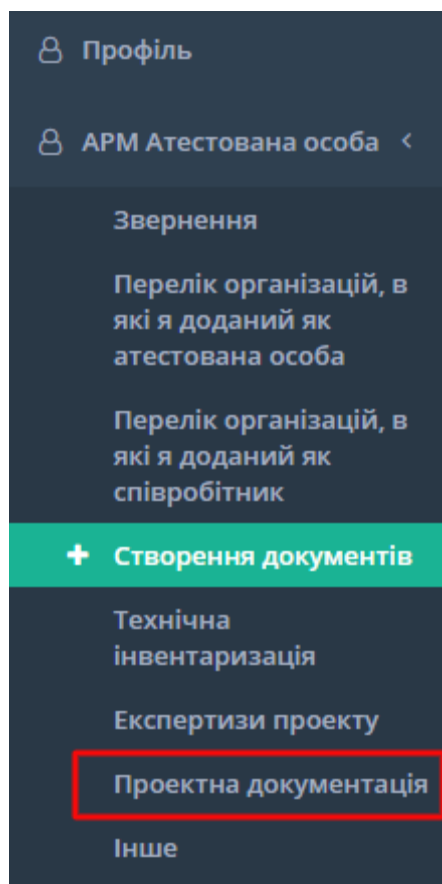 Профіль
АРМ Атестована особа
Звернення
Перелік організацій, в
які я доданий як
атестована особа
Перелік організацій, в
які я доданий як
співробітник
Створення документів
Технічна
інвентаризація
Експертизи проекту
Проектна документація
Інше